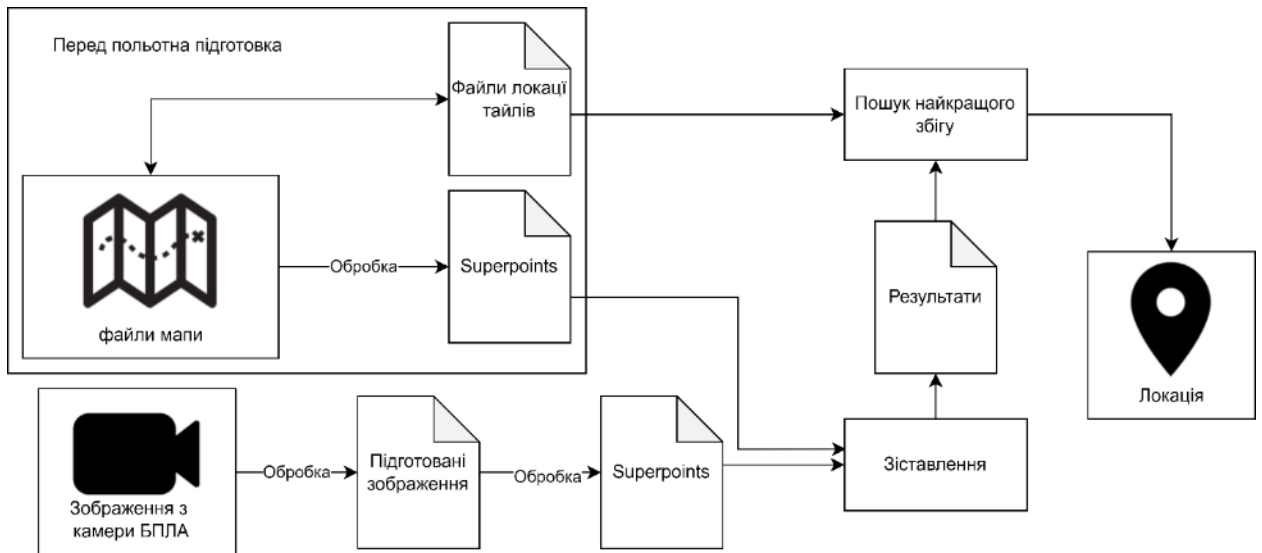 Перед польотна підготовка
Файли локації
тайлів
Пошук найкращого
збігу
файли мапи
Обробка
Superpoints
Результати
Локація
Зображення з
камери БПЛА
Обробка
Підготовані
зображення
Обробка
Superpoints
Зіставлення